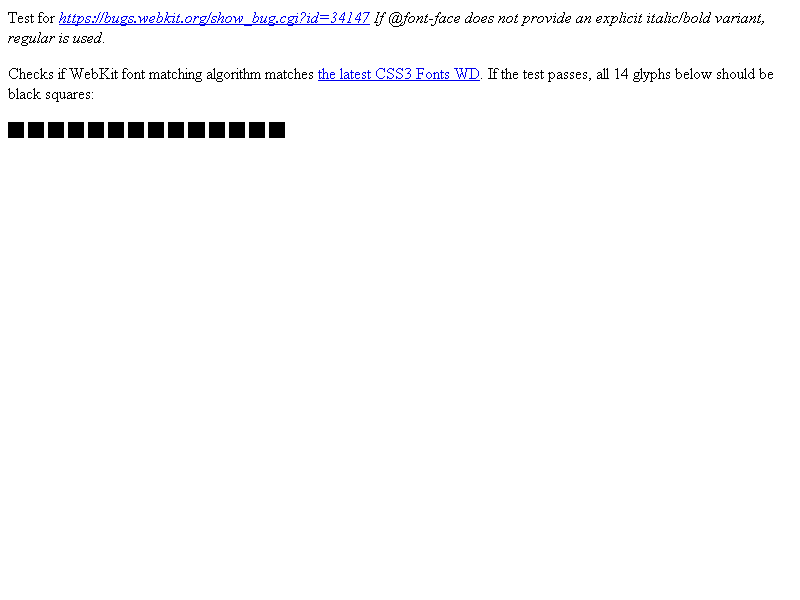 Test for https://bugs.webkit.org/show_bug.cgi?id=34147 If @font-face does not provide an explicit italic/bold variant,
regular is used.
Checks if WebKit font matching algorithm matches the latest CSS3 Fonts WD. If the test passes, all 14 glyphs below should be
black squares: